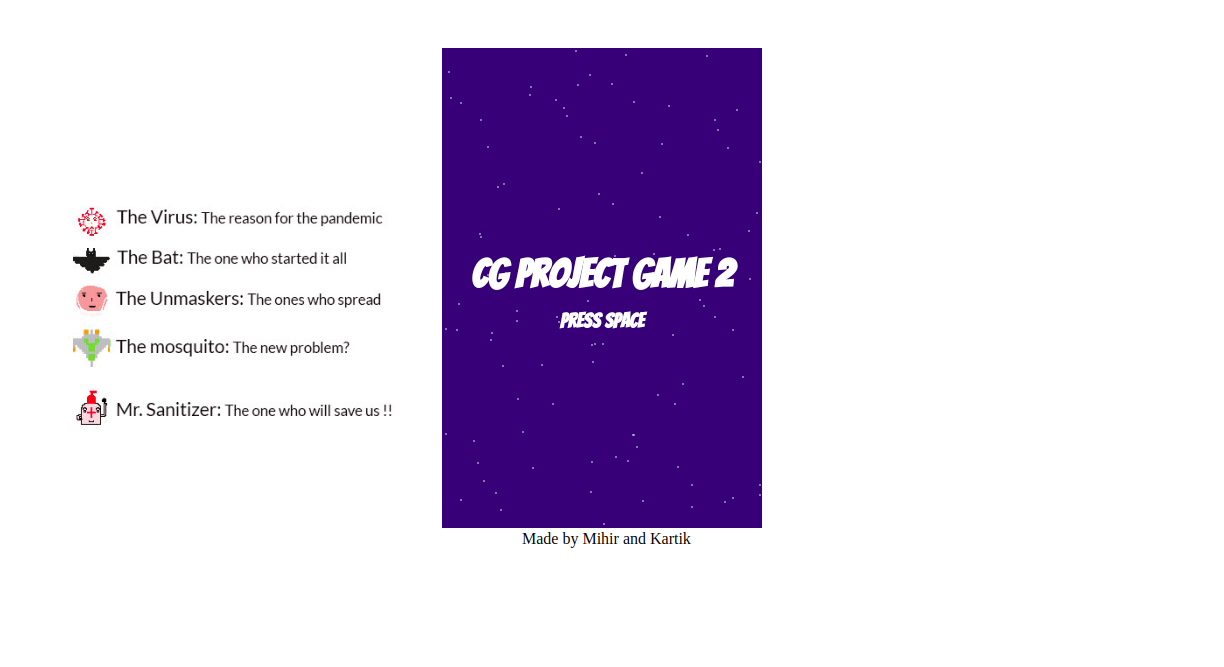 The Virus: The reason for the pandemic
The Bat: The one who started it all
The Unmaskers: The ones who spread
The mosquito: The new problem?
Mr. Sanitizer: The one who will save us !!
CG PROJECT GAME 2
PRESS SPACE
Made by Mihir and Kartik